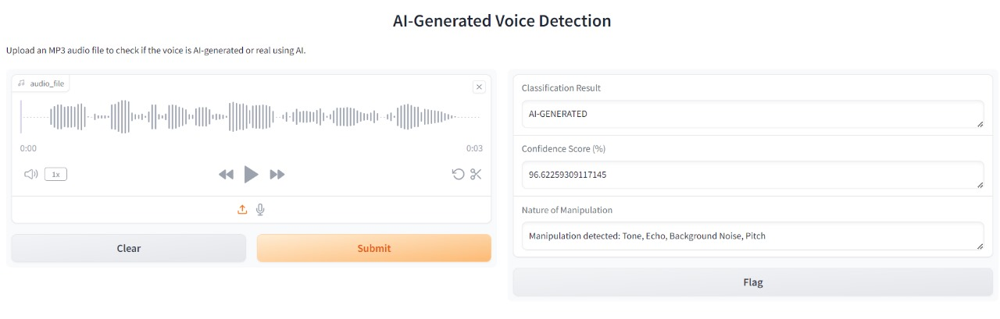 AI-Generated Voice Detection
Upload an MP3 audio file to check if the voice is AI-generated or real using AI.
audio_file
0:00
0:03
1x
Clear
Submit
Classification Result
AI-GENERATED
Confidence Score (%)
96.62259309117145
Nature of Manipulation
Manipulation detected: Tone, Echo, Background Noise, Pitch
Flag